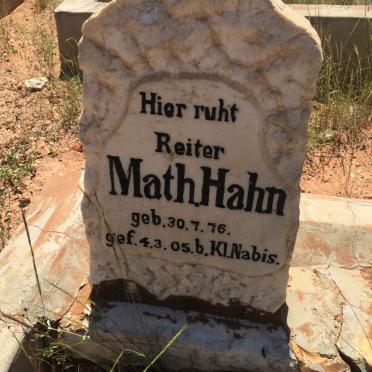 Hier ruht
Reiter
Math.Hahn
geb.30.7.76.
gef.4.3.05.b.Kl.Nabis.